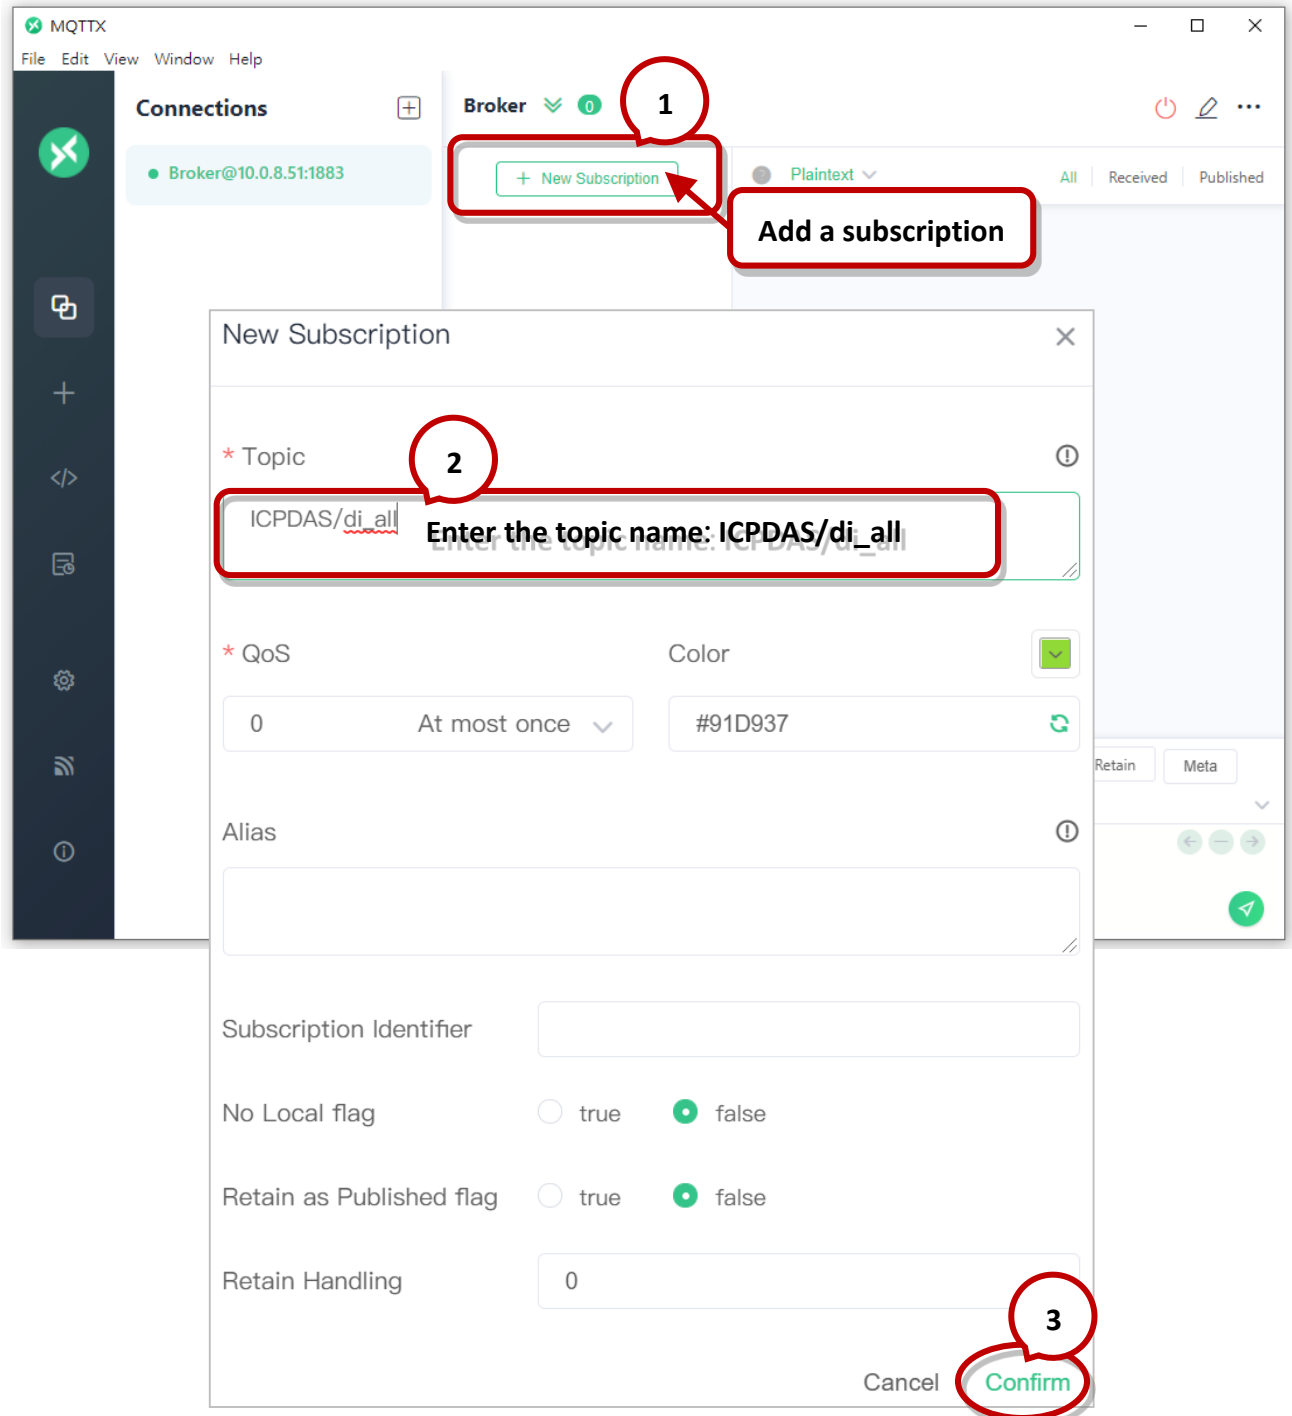 MQTTX
File Edit View Window Help
Connections
Broker 0
1
Broker@10.0.8.51:1883
+ New Subscription
? Plaintext
All Received Published
Add a subscription
New Subscription
* Topic
2
ICPDAS/di_all
Enter the topic name: ICPDAS/di_all
* QoS
Color
0 At most once
#91D937
Retain
Meta
Alias
Subscription Identifier
No Local flag
true
false
Retain as Published flag
true
false
Retain Handling
0
3
Cancel
Confirm